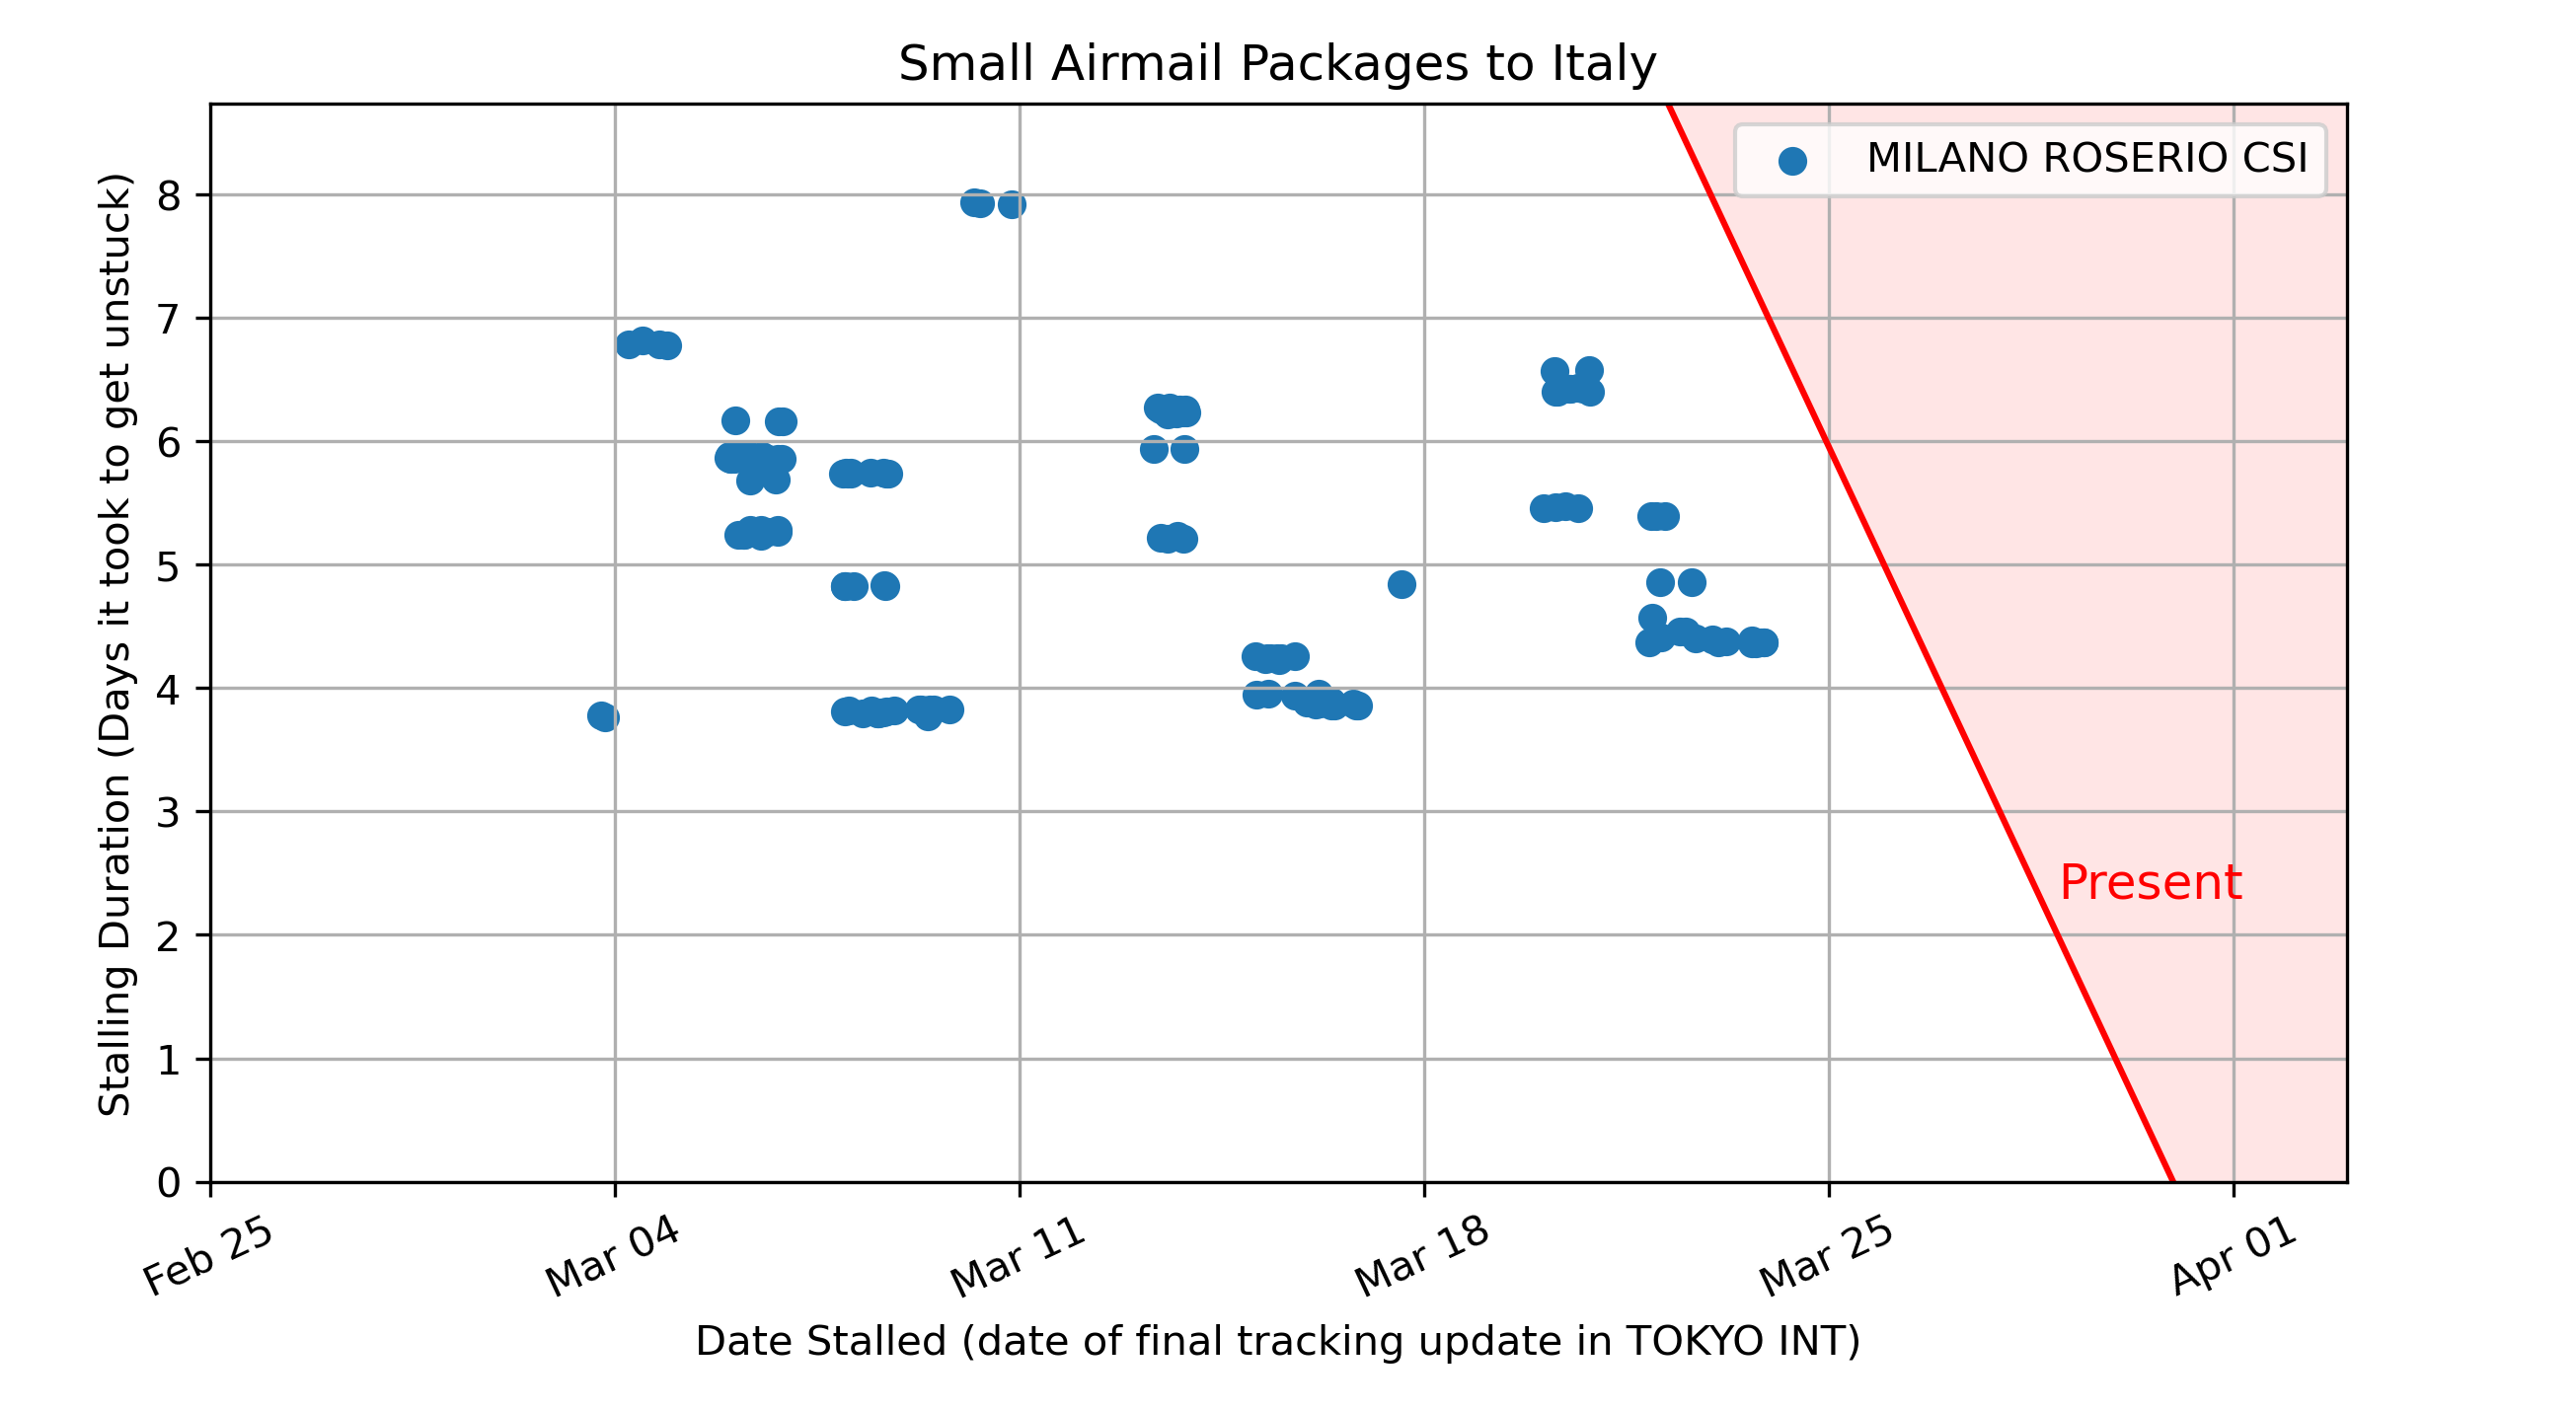 Small Airmail Packages to Italy
MILANO ROSERIO CSI
Stalling Duration (Days it took to get unstuck)
8
7
6
5
4
3
2
1
0
Present
Feb 25
Mar 04
Mar 11
Mar 18
Mar 25
Apr 01
Date Stalled (date of final tracking update in TOKYO INT)